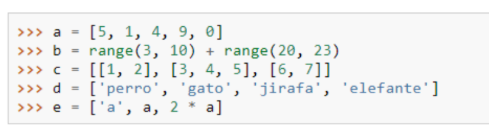 >>> a = [5, 1, 4, 9, 0]
>>> b = range(3, 10) + range(20, 23)
>>> c = [[1, 2], [3, 4, 5], [6, 7]]
>>> d = ['perro', 'gato', 'jirafa', 'elefante']
>>> e = ['a', a, 2 * a]